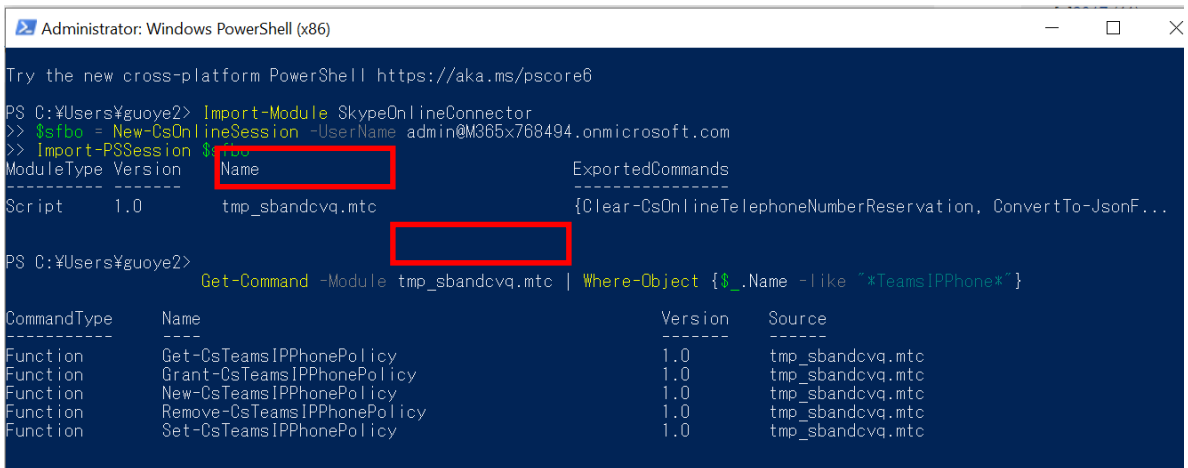 Administrator: Windows PowerShell (x86)
Try the new cross-platform PowerShell https://aka.ms/pscore6
PS C:¥Users¥guoye2> Import-Module SkypeOnlineConnector
>> $sfbo = New-CsOnlineSession -UserName admin@M365x768494.onmicrosoft.com
>> Import-PSSession $sfbo
ModuleType Version Name ExportedCommands
---------- ------- ----------------
Script 1.0 tmp_sbandcvq.mtc {Clear-CsOnlineTelephoneNumberReservation, ConvertTo-JsonF...
PS C:¥Users¥guoye2>
Get-Command -Module tmp_sbandcvq.mtc | Where-Object {$_.Name -like "*TeamsIPPhone*"}
CommandType Name Version Source
----------- ---- ------- ------
Function Get-CsTeamsIPPhonePolicy 1.0 tmp_sbandcvq.mtc
Function Grant-CsTeamsIPPhonePolicy 1.0 tmp_sbandcvq.mtc
Function New-CsTeamsIPPhonePolicy 1.0 tmp_sbandcvq.mtc
Function Remove-CsTeamsIPPhonePolicy 1.0 tmp_sbandcvq.mtc
Function Set-CsTeamsIPPhonePolicy 1.0 tmp_sbandcvq.mtc